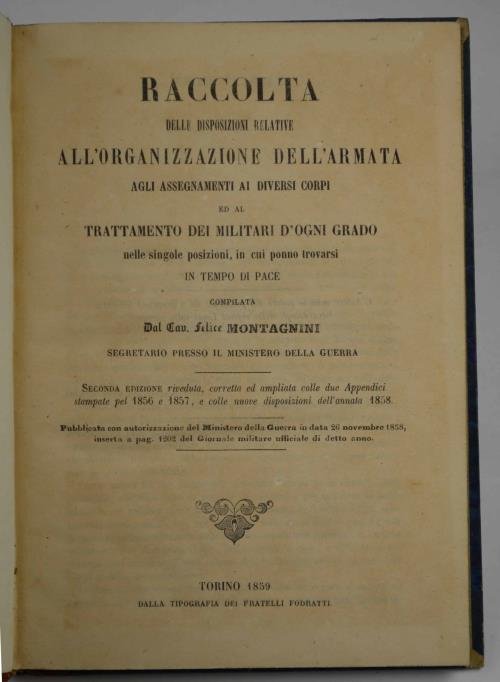 RACCOLTA
DELLE DISPOSIZIONI RELATIVE
ALL'ORGANIZZAZIONE DELL'ARMATA
AGLI ASSEGNAMENTI AI DIVERSI CORPI
ED AL
TRATTAMENTO DEI MILITARI D'OGNI GRADO
nelle singole posizioni, in cui ponno trovarsi
IN TEMPO DI PACE
COMPILATA
Dal Cav. Felice MONTAGNINI
SEGRETARIO PRESSO IL MINISTERO DELLA GUERRA
SECONDA EDIZIONE riveduta, corretta ed ampliata colle due Appendici
stampate pel 1856 e 1857, e colle nuove disposizioni dell'annata 1858.
Pubblicata con autorizzazione del Ministero della Guerra in data 26 novembre 1858,
inserta a pag. 1202 del Giornale militare ufficiale di detto anno.
TORINO 1859
DALLA TIPOGRAFIA DEI FRATELLI FODRATTI.